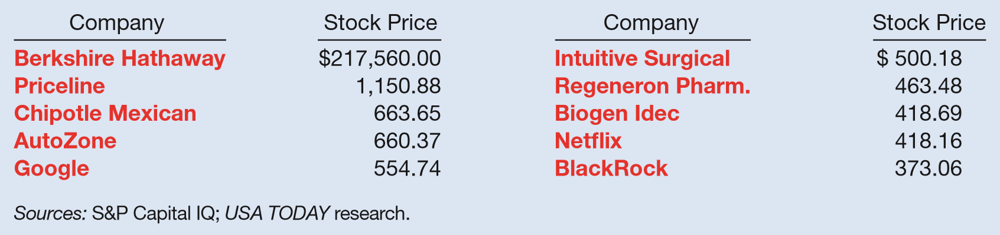 Company Stock Price Company Stock Price
Berkshire Hathaway $217,560.00 Intuitive Surgical $ 500.18
Priceline 1,150.88 Regeneron Pharm. 463.48
Chipotle Mexican 663.65 Biogen Idec 418.69
AutoZone 660.37 Netflix 418.16
Google 554.74 BlackRock 373.06
Sources: S&P Capital IQ; USA TODAY research.